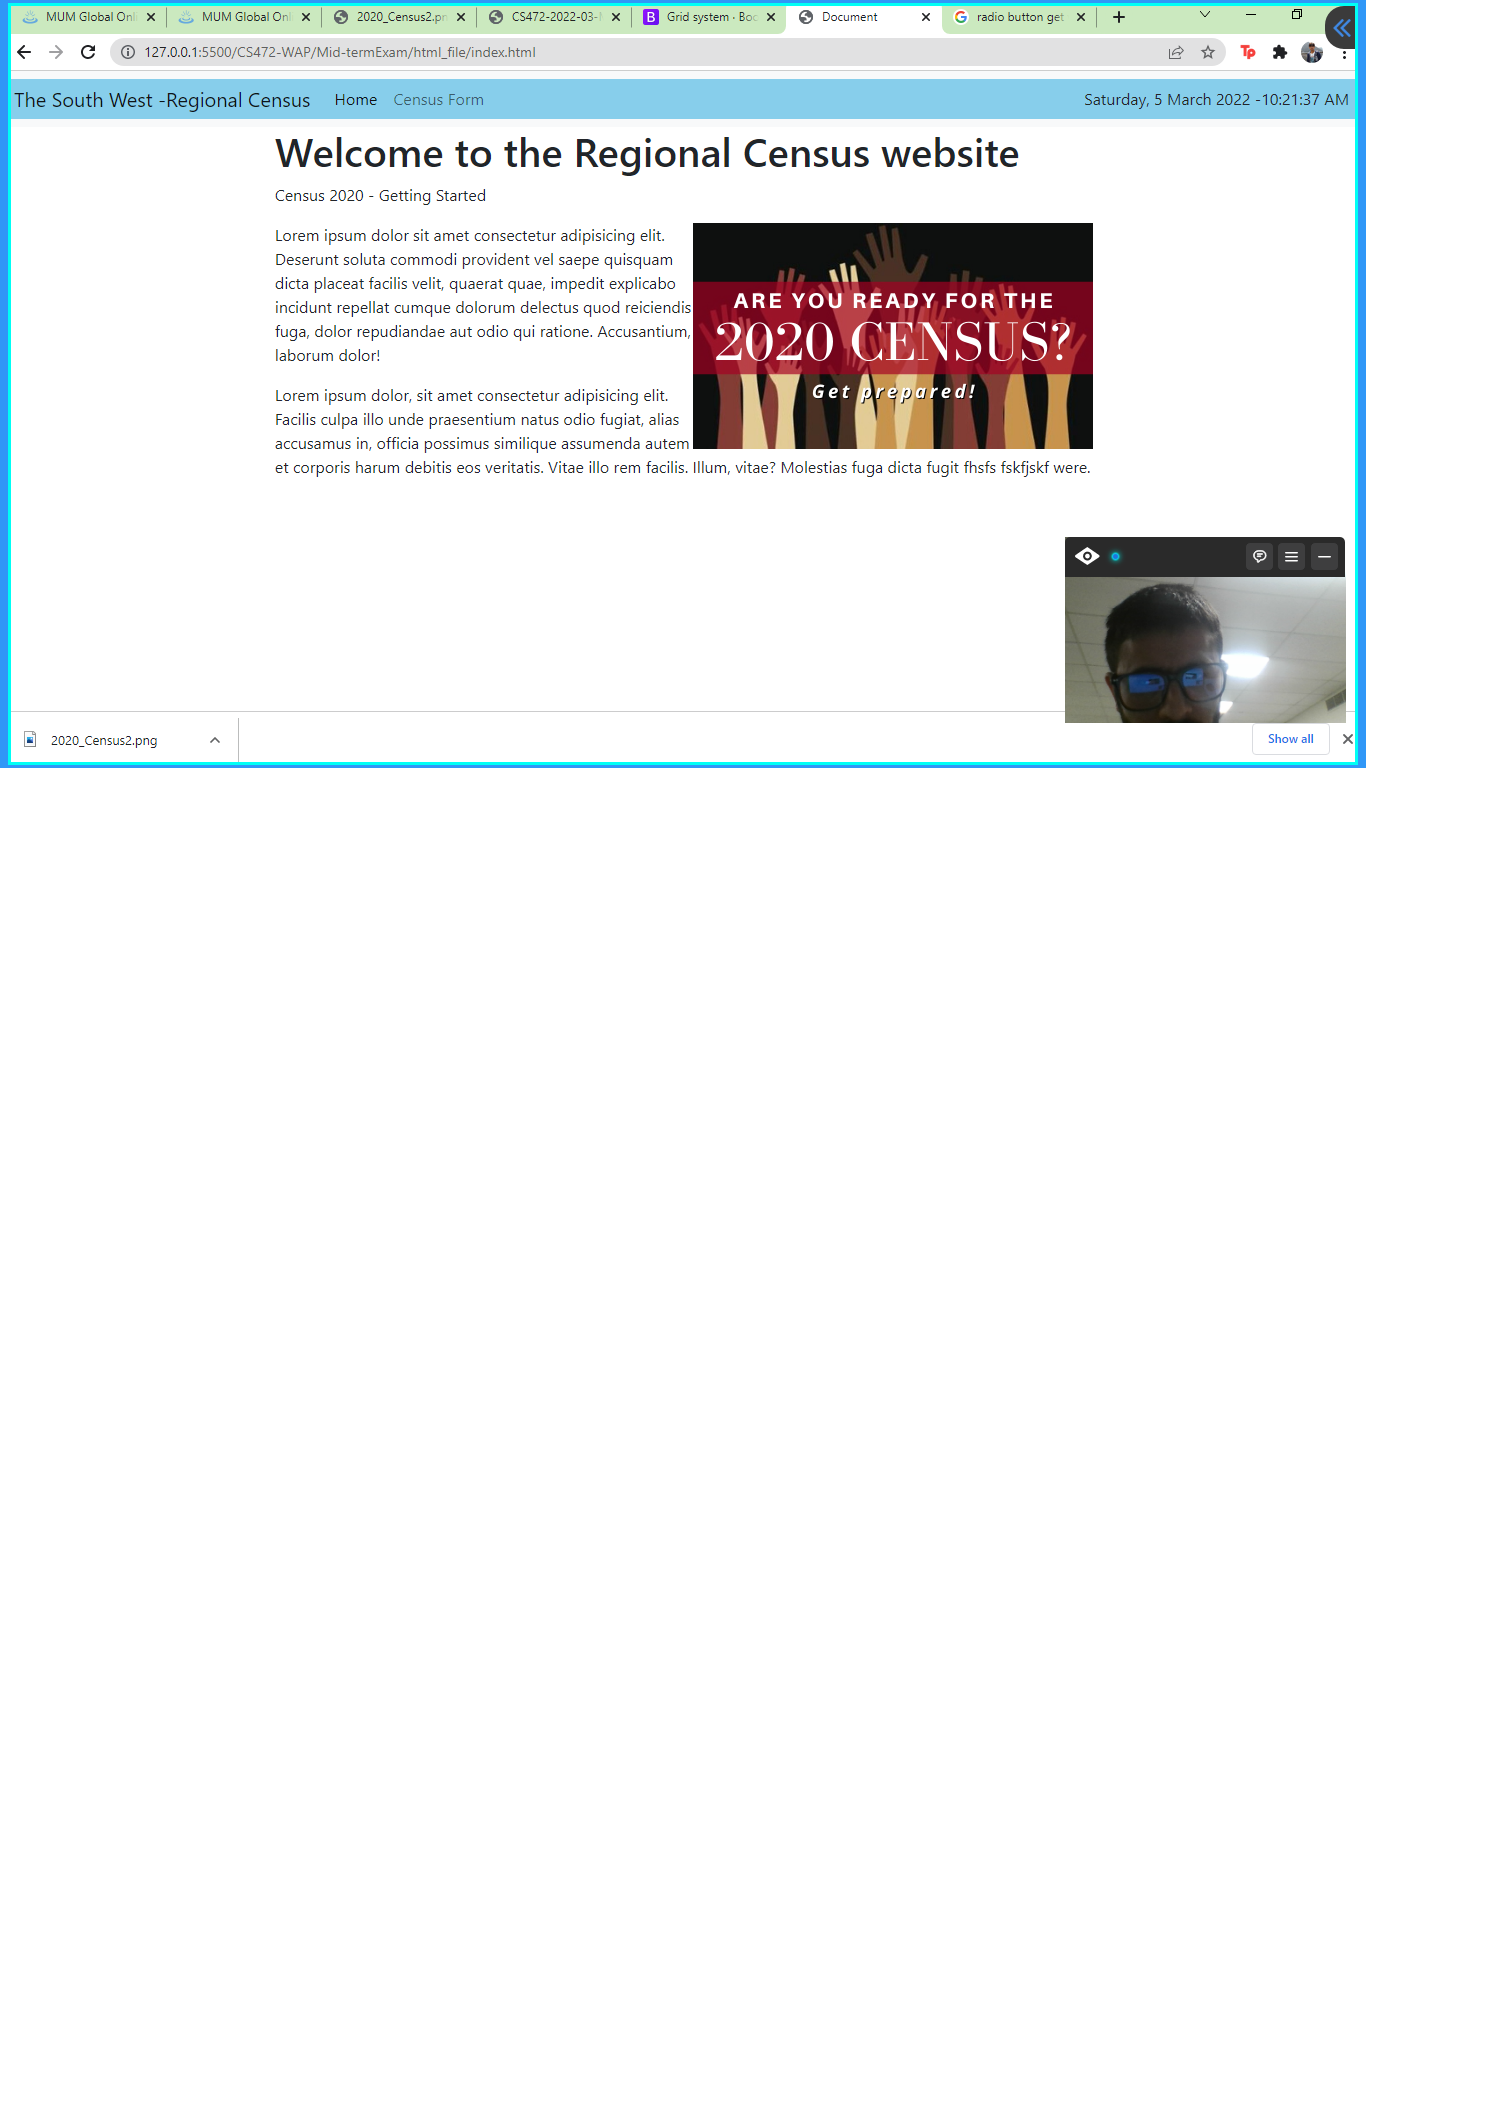 MUM Global Onl
MUM Global Onl
2020_Census2.pn
CS472-2022-03-
Grid system · Boo
Document
radio button get
127.0.0.1:5500/CS472-WAP/Mid-termExam/html_file/index.html
Tp
The South West -Regional Census Home Census Form Saturday, 5 March 2022 -10:21:37 AM
Welcome to the Regional Census website
Census 2020 - Getting Started
Lorem ipsum dolor sit amet consectetur adipisicing elit.
Deserunt soluta commodi provident vel saepe quisquam
dicta placeat facilis velit, quaerat quae, impedit explicabo
incidunt repellat cumque dolorum delectus quod reiciendis
fuga, dolor repudiandae aut odio qui ratione. Accusantium,
laborum dolor!
ARE YOU READY FOR THE
2020 CENSUS?
Get prepared!
Lorem ipsum dolor, sit amet consectetur adipisicing elit.
Facilis culpa illo unde praesentium natus odio fugiat, alias
accusamus in, officia possimus similique assumenda autem
et corporis harum debitis eos veritatis. Vitae illo rem facilis. Illum, vitae? Molestias fuga dicta fugit fhsfs fskfjskf were.
2020_Census2.png
Show all